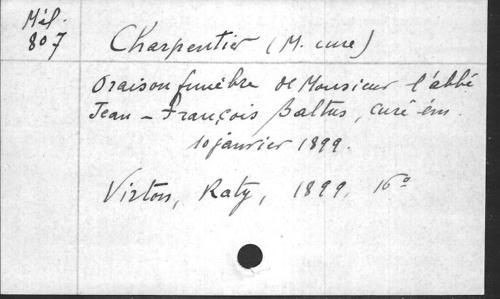 Mél.
807
Charpentier (M. cure)
Oraison funèbre de Monsieur l'abbé
Jean-François Baltus, curé-ém.
10 janvier 1899.
Virton, Raty, 1899, 16°